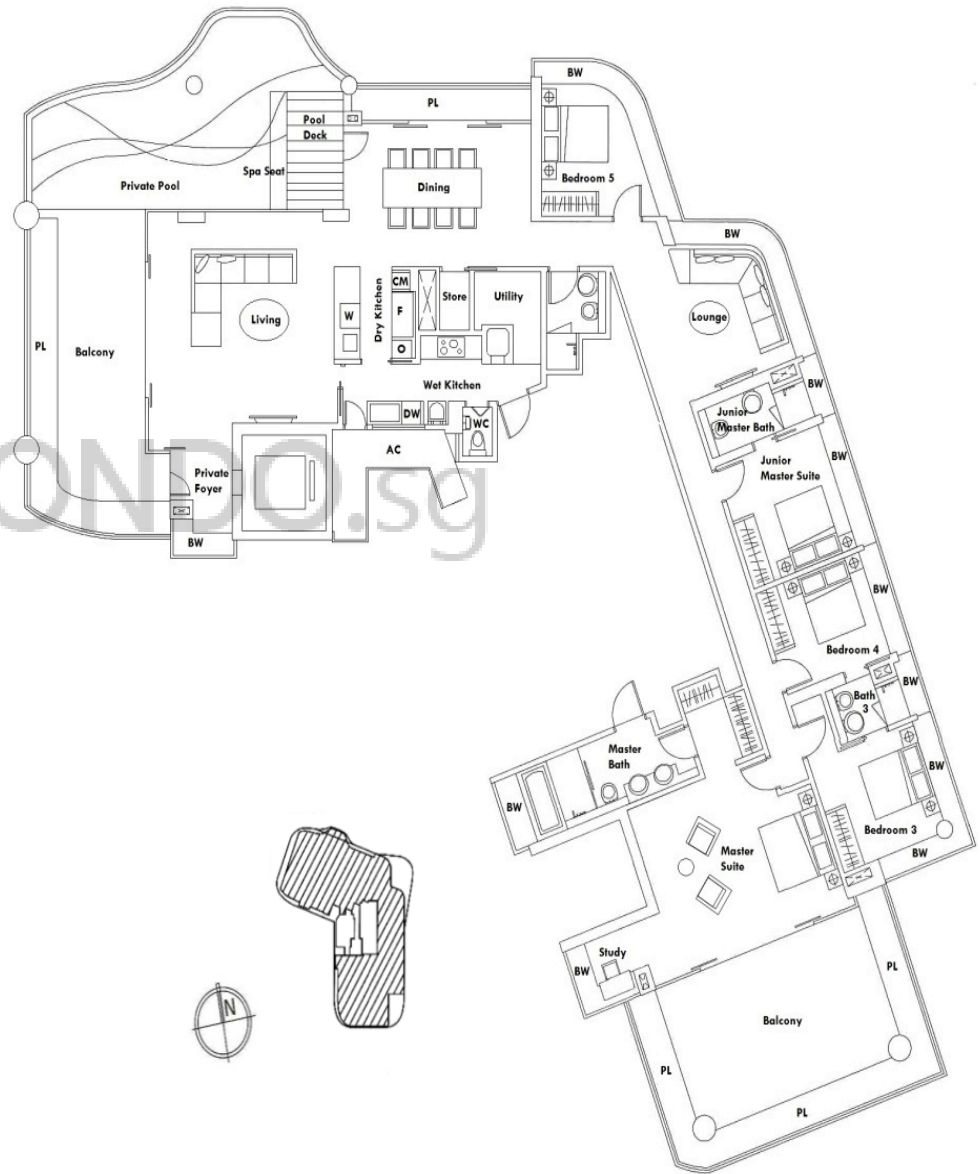 BW
PL
Pool
Deck
Spa Seat
Private Pool
Dining
Bedroom 5
BW
PL
Balcony
Living
W
Dry Kitchen
CM
F
O
Store
Utility
Lounge
Wet Kitchen
DW
WC
AC
Private
Foyer
BW
BW
Junior
Master Bath
BW
Junior
Master Suite
ONDO.sg
BW
Bedroom 4
Bath
3
BW
Master
Bath
BW
BW
Bedroom 3
BW
Master
Suite
Study
BW
PL
Balcony
PL
PL
N